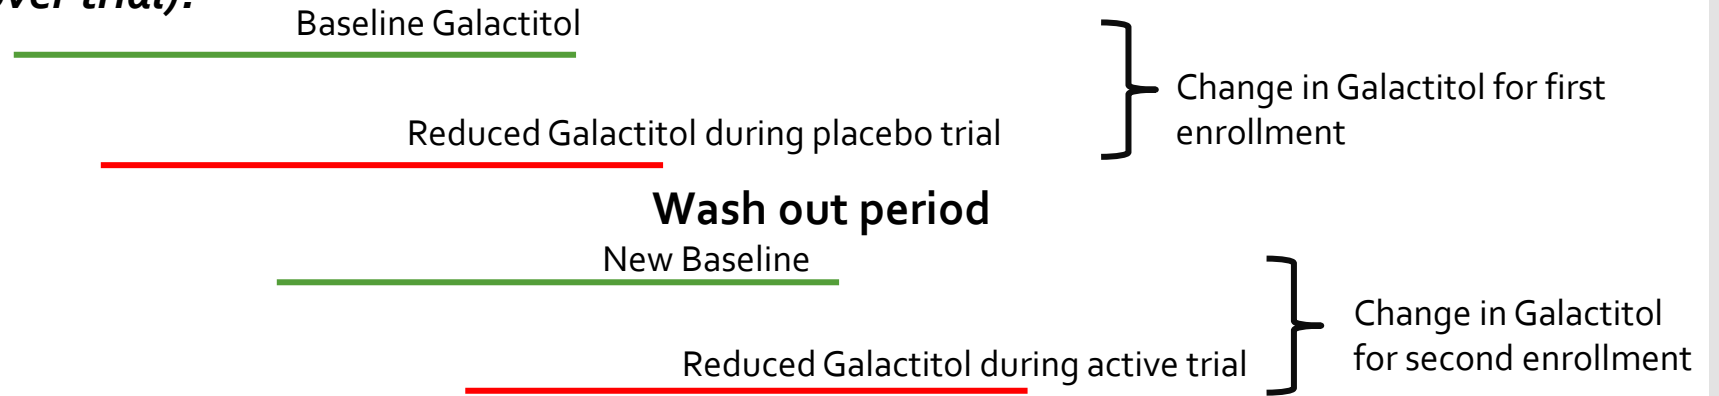 over trial).
Baseline Galactitol
Change in Galactitol for first
enrollment
Reduced Galactitol during placebo trial
Wash out period
New Baseline
Change in Galactitol
for second enrollment
Reduced Galactitol during active trial